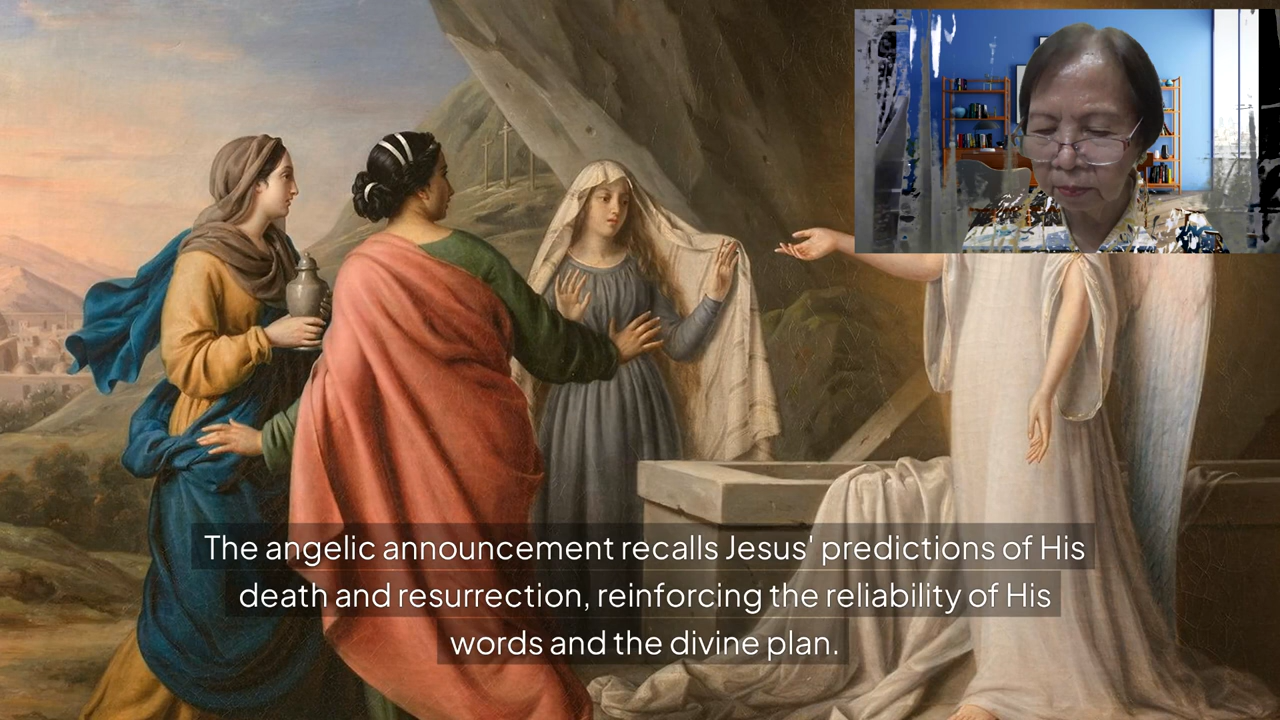 The angelic announcement recalls Jesus' predictions of His
death and resurrection, reinforcing the reliability of His
words and the divine plan.